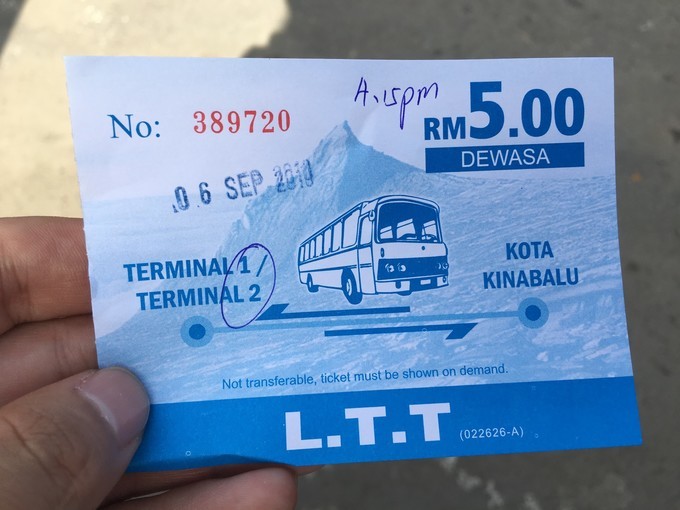 4.15pm
No: 389720
RM5.00
DEWASA
06 SEP
TERMINAL 1 /
TERMINAL 2
KOTA
KINABALU
Not transferable, ticket must be shown on demand.
L.T.T (022626-A)